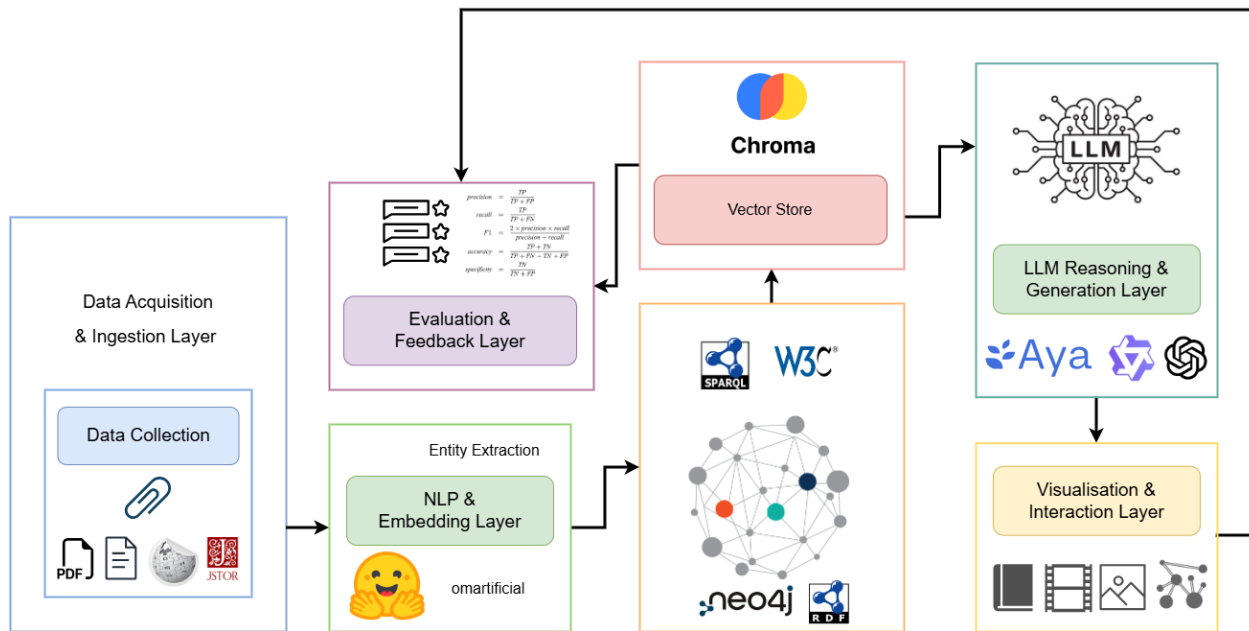 Data Acquisition
& Ingestion Layer
Data Collection
PDF
JSTOR
precision = TP / TP + FP
recall = TP / TP + FN
F1 = 2 × precision × recall / precision + recall
accuracy = TP + TN / TP + FN + TN + FP
specificity = TN / TN + FP
Evaluation &
Feedback Layer
Entity Extraction
NLP &
Embedding Layer
omartificial
Chroma
Vector Store
SPARQL
W3C®
neo4j
RDF
LLM
LLM Reasoning &
Generation Layer
Aya
Visualisation &
Interaction Layer